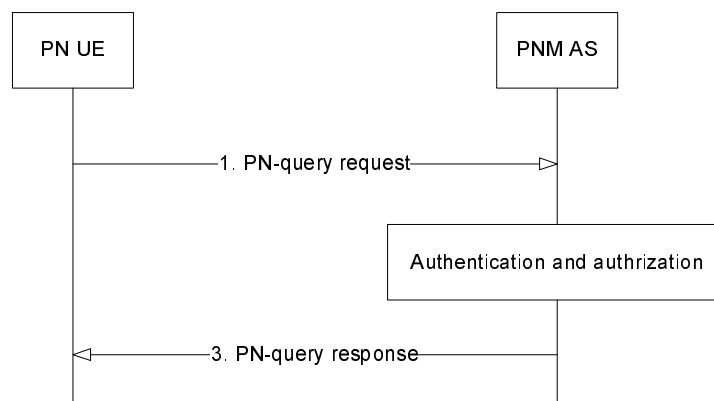 PN UE
PNM AS
1. PN-query request
Authentication and authrization
3. PN-query response